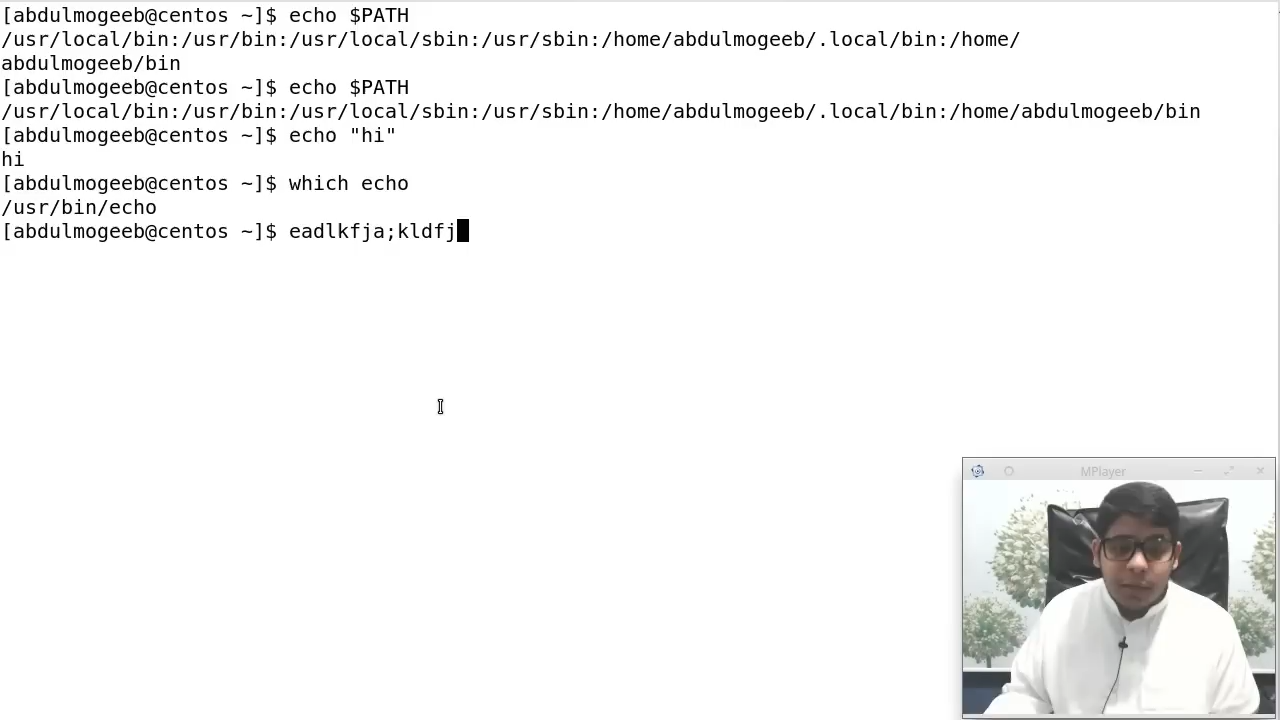 [abdulmogeeb@centos ~]$ echo $PATH
/usr/local/bin:/usr/bin:/usr/local/sbin:/usr/sbin:/home/abdulmogeeb/.local/bin:/home/
abdulmogeeb/bin
[abdulmogeeb@centos ~]$ echo $PATH
/usr/local/bin:/usr/bin:/usr/local/sbin:/usr/sbin:/home/abdulmogeeb/.local/bin:/home/abdulmogeeb/bin
[abdulmogeeb@centos ~]$ echo "hi"
hi
[abdulmogeeb@centos ~]$ which echo
/usr/bin/echo
[abdulmogeeb@centos ~]$ eadlkfja;kldfj
MPlayer